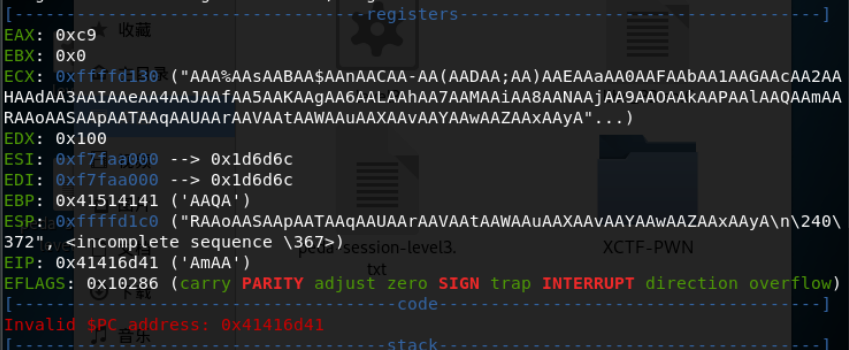 [----------------------------------registers-----------------------------------]
EAX: 0xc9
EBX: 0x0
ECX: 0xffffd130 ("AAA%AAsAABAA$AAnAACAA-AA(AADAA;AA)AAEAAaAA0AAFAAbAA1AAGAAcAA2AA
HAAdAA3AAIAAeAA4AAJAAfAA5AAKAAgAA6AALAAhAA7AAMAAiAA8AANAAjAA9AAOAAkAAPAAlAAQAAmAA
RAAoAASAApAATAAqAAUAArAAVAAtAAWAAuAAXAAvAAYAAwAAZAAxAAyA"...)
EDX: 0x100
ESI: 0xf7faa000 --> 0x1d6d6c
EDI: 0xf7faa000 --> 0x1d6d6c
EBP: 0x41514141 ('AAQA')
ESP: 0xffffd1c0 ("RAAoAASAApAATAAqAAUAArAAVAAtAAWAAuAAXAAvAAYAAwAAZAAxAAyA\n\240\
372", <incomplete sequence \367>)
EIP: 0x41416d41 ('AmAA')
EFLAGS: 0x10286 (carry PARITY adjust zero SIGN trap INTERRUPT direction overflow)
[-------------------------------------code-------------------------------------]
Invalid $PC address: 0x41416d41
[------------------------------------stack-------------------------------------]
收藏
peda-session-level3.
txt
XCTF-PWN
下载
音乐